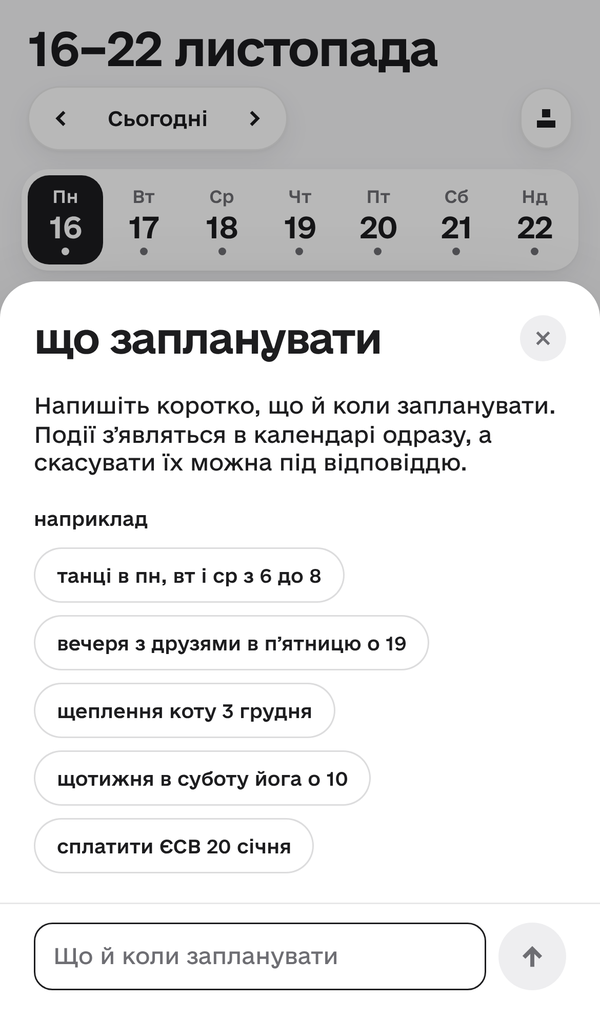 16–22 листопада
Сьогодні
Пн Вт Ср Чт Пт Сб Нд
16 17 18 19 20 21 22
що запланувати
Напишіть коротко, що й коли запланувати.
Події з’являться в календарі одразу, а
скасувати їх можна під відповіддю.
наприклад
танці в пн, вт і ср з 6 до 8
вечеря з друзями в п’ятницю о 19
щеплення коту 3 грудня
щотижня в суботу йога о 10
сплатити ЄСВ 20 січня
Що й коли запланувати